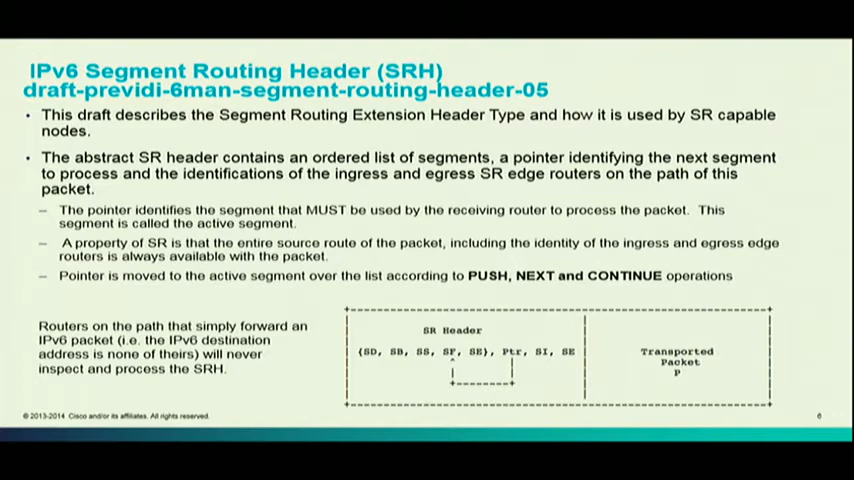 IPv6 Segment Routing Header (SRH)
draft-previdi-6man-segment-routing-header-05
• This draft describes the Segment Routing Extension Header Type and how it is used by SR capable
nodes.
• The abstract SR header contains an ordered list of segments, a pointer identifying the next segment
to process and the identifications of the ingress and egress SR edge routers on the path of this
packet.
– The pointer identifies the segment that MUST be used by the receiving router to process the packet. This
segment is called the active segment.
– A property of SR is that the entire source route of the packet, including the identity of the ingress and egress edge
routers is always available with the packet.
– Pointer is moved to the active segment over the list according to PUSH, NEXT and CONTINUE operations
Routers on the path that simply forward an
IPv6 packet (i.e. the IPv6 destination
address is none of theirs) will never
inspect and process the SRH.
SR Header
{SD, SB, SS, SF, SE}, Ptr, SI, SE
Transported
Packet
P
© 2013-2014 Cisco and/or its affiliates. All rights reserved.
6